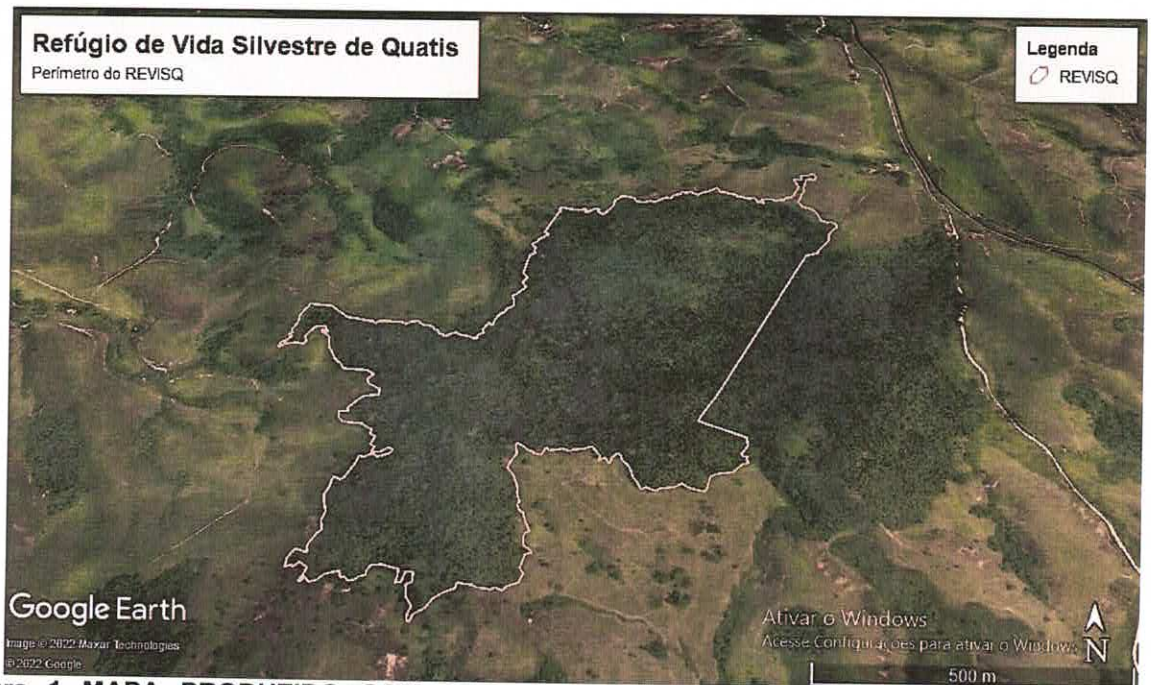 Refúgio de Vida Silvestre de Quatis
Perímetro do REVISQ
Legenda
REVISQ
Google Earth
Image © 2022 Maxar Technologies
© 2022 Google
Ativar o Windows
Acesse Configurações para ativar o Windows.
N
500 m
1 MAPA PRODUZIDO